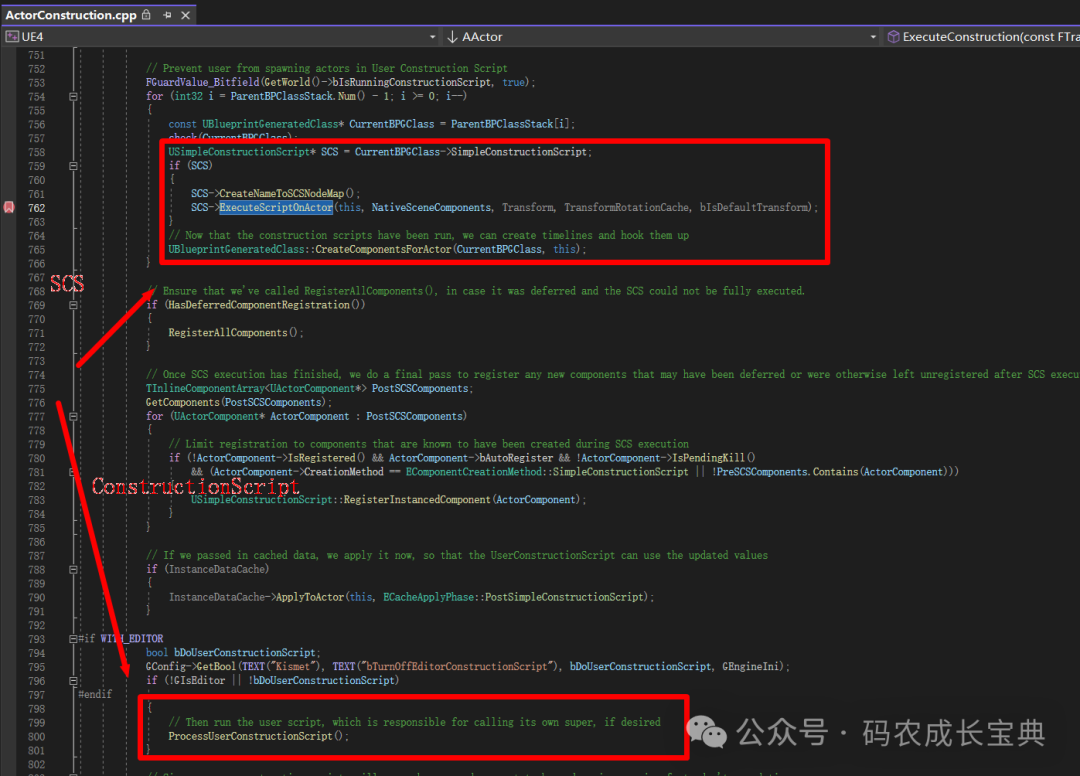 ActorConstruction.cpp
UE4
AActor
ExecuteConstruction(const FTra
751
752 // Prevent user from spawning actors in User Construction Script
753 FGuardValue_Bitfield(GetWorld()->bIsRunningConstructionScript, true);
754 for (int32 i = ParentBPClassStack.Num() - 1; i >= 0; i--)
755 {
756 const UBlueprintGeneratedClass* CurrentBPGClass = ParentBPClassStack[i];
757 check(CurrentBPGClass);
758 USimpleConstructionScript* SCS = CurrentBPGClass->SimpleConstructionScript;
759 if (SCS)
760 {
761 SCS->CreateNameToSCSNodeMap();
762 SCS->ExecuteScriptOnActor(this, NativeSceneComponents, Transform, TransformRotationCache, bIsDefaultTransform);
763 }
764 // Now that the construction scripts have been run, we can create timelines and hook them up
765 UBlueprintGeneratedClass::CreateComponentsForActor(CurrentBPGClass, this);
766 }
767
SCS
768 // Ensure that we've called RegisterAllComponents(), in case it was deferred and the SCS could not be fully executed.
769 if (HasDeferredComponentRegistration())
770 {
771 RegisterAllComponents();
772 }
773
774 // Once SCS execution has finished, we do a final pass to register any new components that may have been deferred or were otherwise left unregistered after SCS execu
775 TInlineComponentArray<UActorComponent*> PostSCSComponents;
776 GetComponents(PostSCSComponents);
777 for (UActorComponent* ActorComponent : PostSCSComponents)
778 {
779 // Limit registration to components that are known to have been created during SCS execution
780 if (!ActorComponent->IsRegistered() && ActorComponent->bAutoRegister && !ActorComponent->IsPendingKill()
781 && (ActorComponent->CreationMethod == EComponentCreationMethod::SimpleConstructionScript || !PreSCSComponents.Contains(ActorComponent)))
782
ConstructionScript
783 USimpleConstructionScript::RegisterInstancedComponent(ActorComponent);
784 }
785 }
786
787 // If we passed in cached data, we apply it now, so that the UserConstructionScript can use the updated values
788 if (InstanceDataCache)
789 {
790 InstanceDataCache->ApplyToActor(this, ECacheApplyPhase::PostSimpleConstructionScript);
791 }
792
793 #if WITH_EDITOR
794 bool bDoUserConstructionScript;
795 GConfig->GetBool(TEXT("Kismet"), TEXT("bTurnOffEditorConstructionScript"), bDoUserConstructionScript, GEngineIni);
796 if (!GIsEditor || !bDoUserConstructionScript)
797 #endif
798 {
799 // Then run the user script, which is responsible for calling its own super, if desired
800 ProcessUserConstructionScript();
801 }
802
公众号 · 码农成长宝典